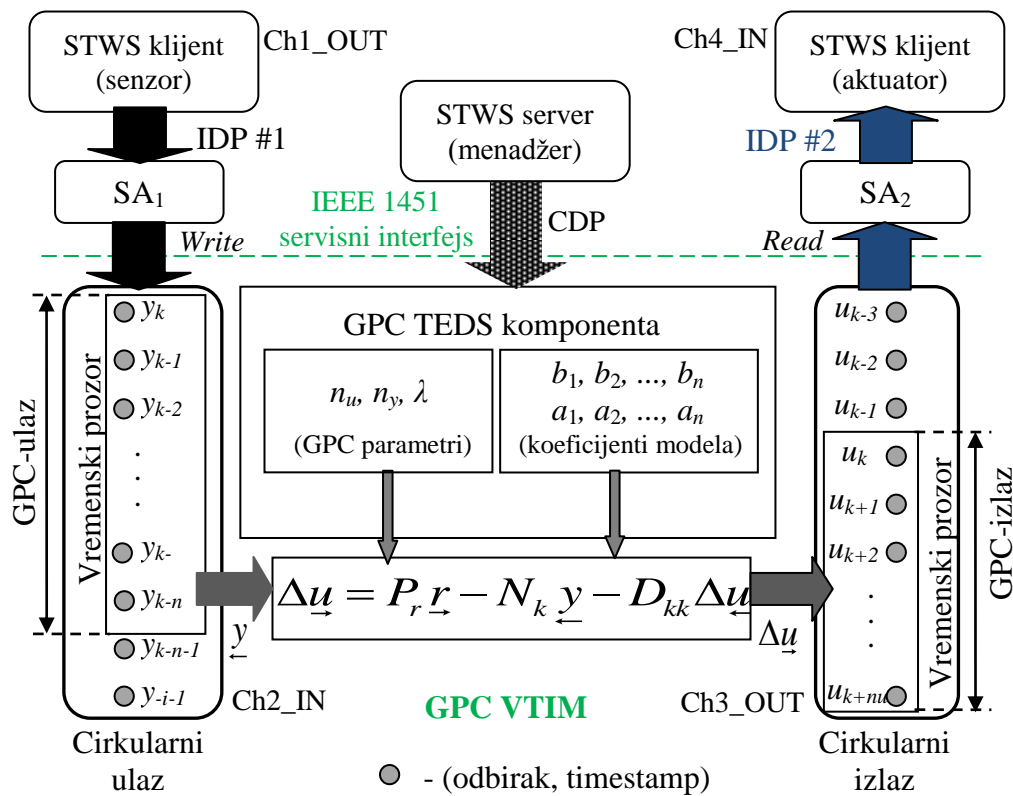 STWS klijent
(senzor)
Ch1_OUT
IDP #1
SA1
Write
STWS server
(menadžer)
CDP
IEEE 1451
servisni interfejs
Ch4_IN
STWS klijent
(aktuator)
IDP #2
SA2
Read
GPC-ulaz
Vremenski prozor
yk
yk-1
yk-2
.
.
.
yk-
yk-n
yk-n-1
y-i-1
Ch2_IN
Cirkularni
ulaz
GPC TEDS komponenta
nu, ny, λ
(GPC parametri)
b1, b2, ..., bn
a1, a2, ..., an
(koeficijenti modela)
Δu = Pr r − Nk y − Dkk Δu
y
Δu
GPC VTIM
uk-3
uk-2
uk-1
uk
uk+1
uk+2
.
.
.
uk+nu
Vremenski prozor
GPC-izlaz
Ch3_OUT
Cirkularni
izlaz
- (odbirak, timestamp)